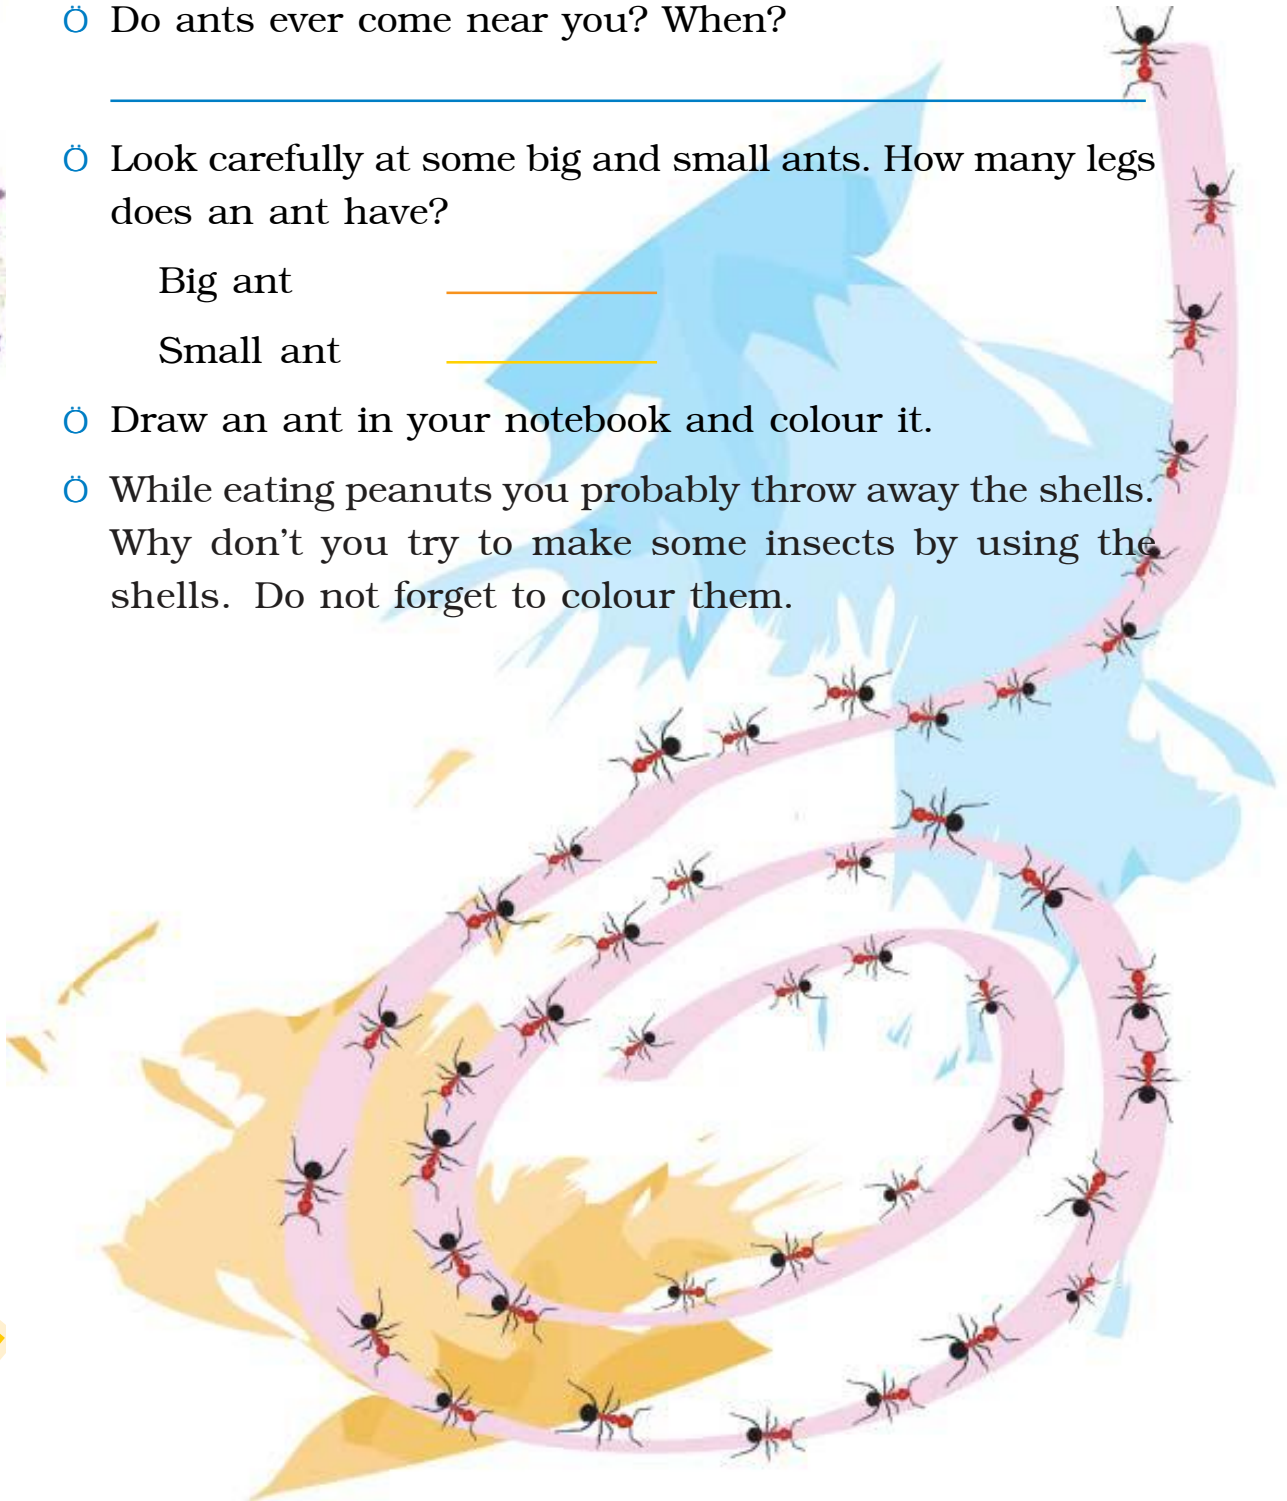 Ö Do ants ever come near you? When?
Ö Look carefully at some big and small ants. How many legs
does an ant have?
Big ant
Small ant
Ö Draw an ant in your notebook and colour it.
Ö While eating peanuts you probably throw away the shells.
Why don’t you try to make some insects by using the
shells. Do not forget to colour them.